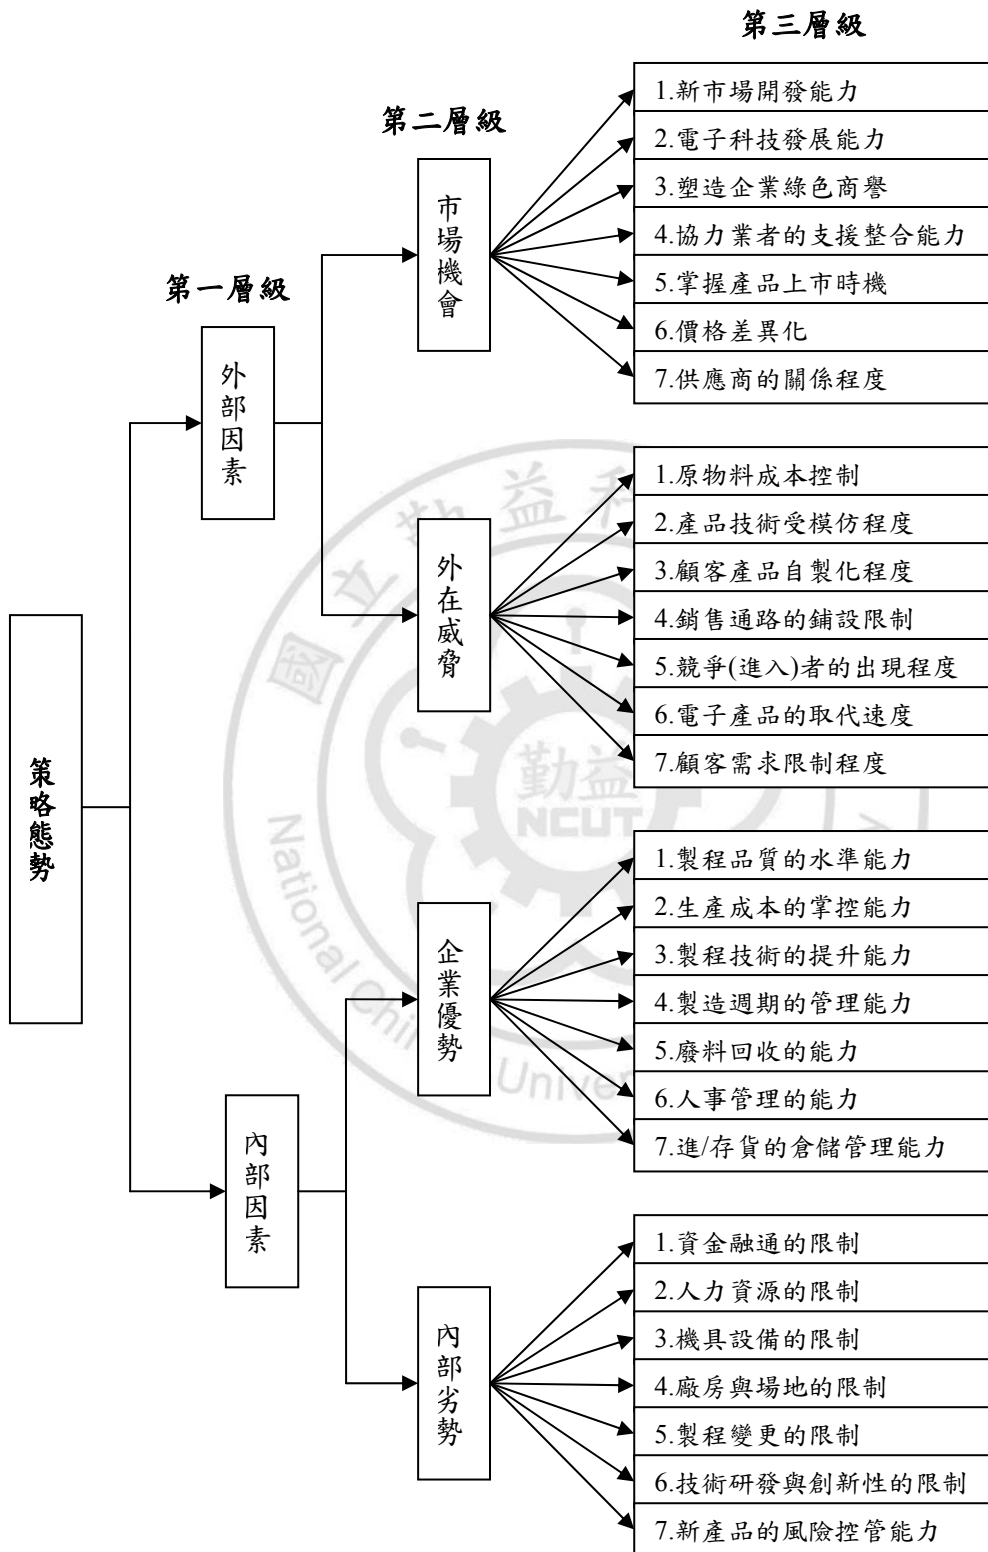 第三層級
第二層級
第一層級
策略態勢
外部因素
內部因素
市場機會
1.新市場開發能力
2.電子科技發展能力
3.塑造企業綠色商譽
4.協力業者的支援整合能力
5.掌握產品上市時機
6.價格差異化
7.供應商的關係程度
外在威脅
1.原物料成本控制
2.產品技術受模仿程度
3.顧客產品自製化程度
4.銷售通路的鋪設限制
5.競爭(進入)者的出現程度
6.電子產品的取代速度
7.顧客需求限制程度
企業優勢
1.製程品質的水準能力
2.生產成本的掌控能力
3.製程技術的提升能力
4.製造週期的管理能力
5.廢料回收的能力
6.人事管理的能力
7.進/存貨的倉儲管理能力
內部劣勢
1.資金融通的限制
2.人力資源的限制
3.機具設備的限制
4.廠房與場地的限制
5.製程變更的限制
6.技術研發與創新性的限制
7.新產品的風險控管能力
國立勤益科
勤益
NCUT
National Chin
Univer